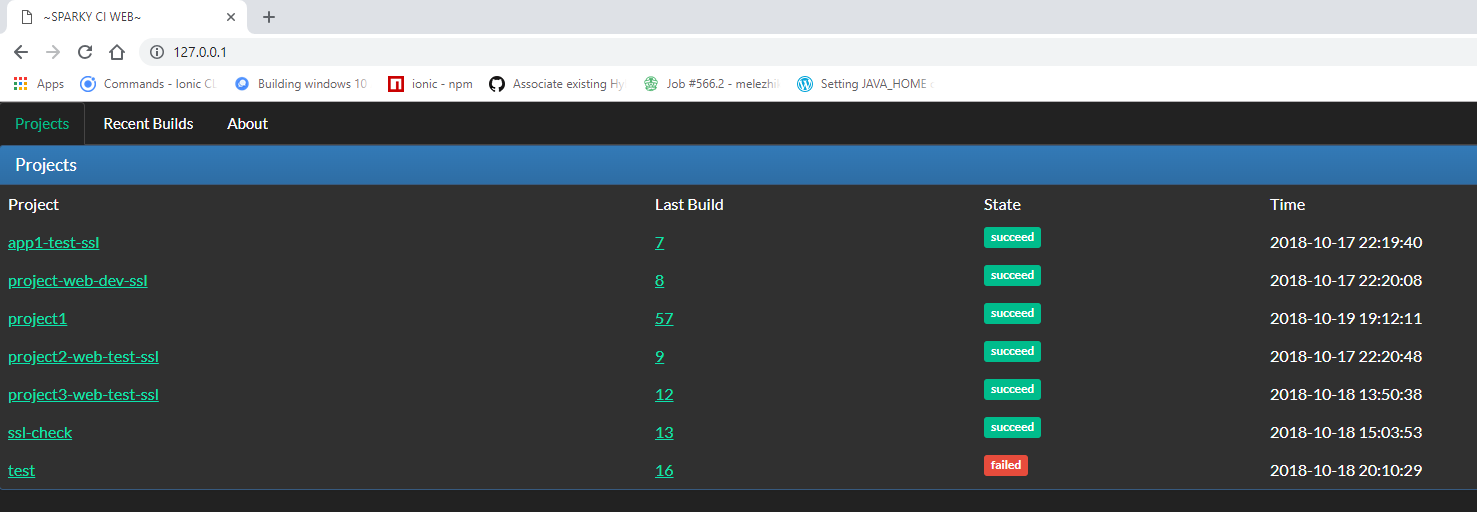 ~SPARKY CI WEB~
127.0.0.1
Apps Commands - Ionic CL Building windows 10 ionic - npm Associate existing Hy Job #566.2 - melezhi Setting JAVA_HOME
Projects Recent Builds About
Projects
Project Last Build State Time
app1-test-ssl 7 succeed 2018-10-17 22:19:40
project-web-dev-ssl 8 succeed 2018-10-17 22:20:08
project1 57 succeed 2018-10-19 19:12:11
project2-web-test-ssl 9 succeed 2018-10-17 22:20:48
project3-web-test-ssl 12 succeed 2018-10-18 13:50:38
ssl-check 13 succeed 2018-10-18 15:03:53
test 16 failed 2018-10-18 20:10:29